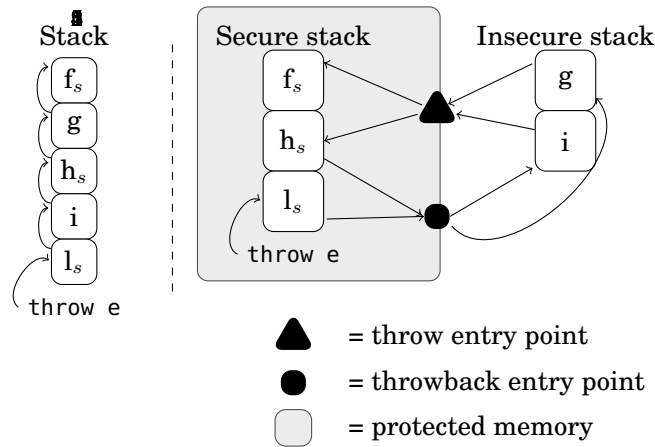 Stack
f_s
g
h_s
i
l_s
throw e
Secure stack
f_s
h_s
l_s
throw e
Insecure stack
g
i
= throw entry point
= throwback entry point
= protected memory